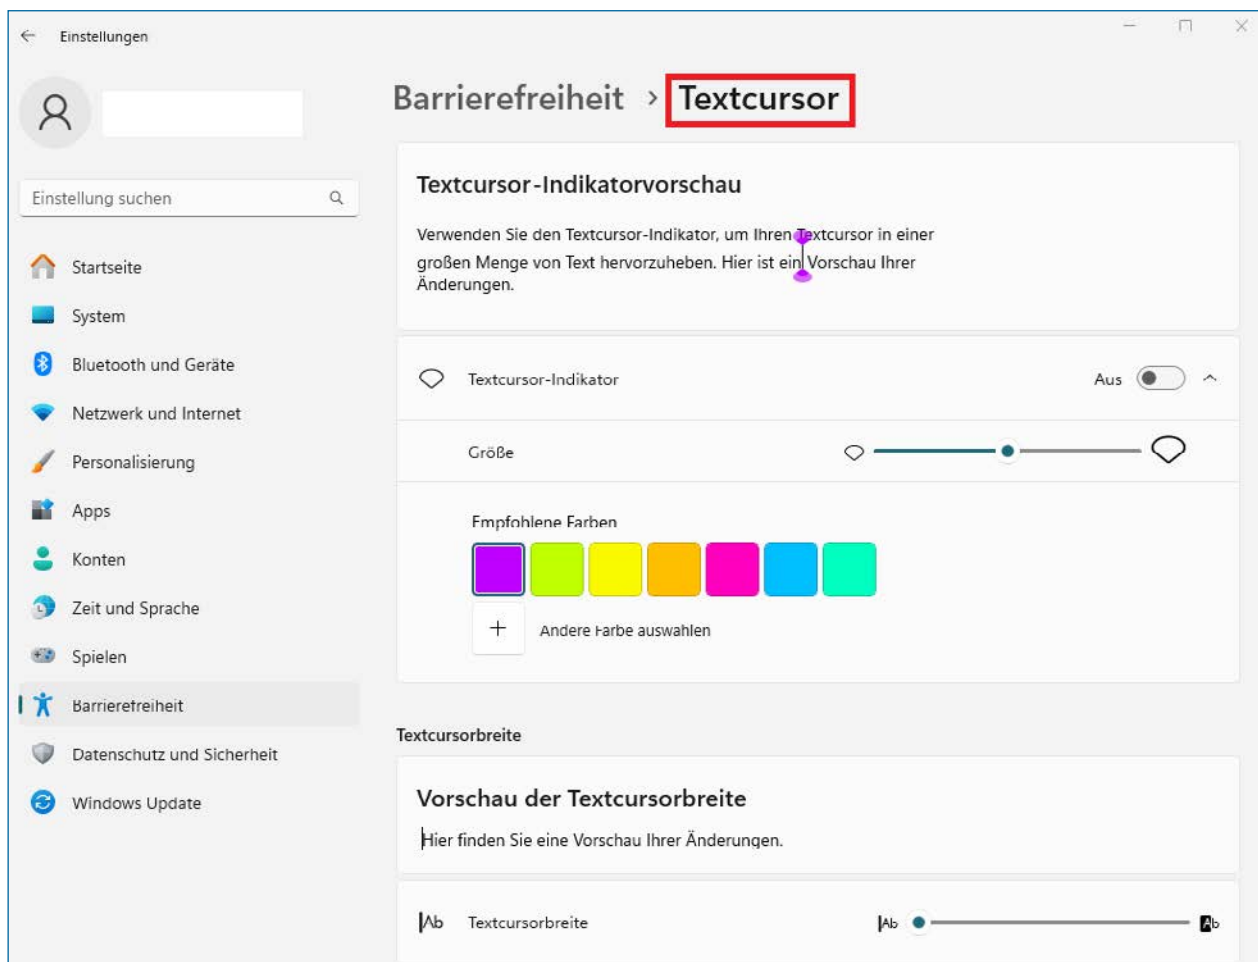 Einstellungen
Barrierefreiheit › Textcursor
Einstellung suchen
Startseite
System
Bluetooth und Geräte
Netzwerk und Internet
Personalisierung
Apps
Konten
Zeit und Sprache
Spielen
Barrierefreiheit
Datenschutz und Sicherheit
Windows Update
Textcursor-Indikatorvorschau
Verwenden Sie den Textcursor-Indikator, um Ihren Textcursor in einer
großen Menge von Text hervorzuheben. Hier ist ein Vorschau Ihrer
Änderungen.
Textcursor-Indikator
Aus
Größe
Empfohlene Farben
Andere Farbe auswählen
Textcursorbreite
Vorschau der Textcursorbreite
Hier finden Sie eine Vorschau Ihrer Änderungen.
Ab Textcursorbreite Ab Ab